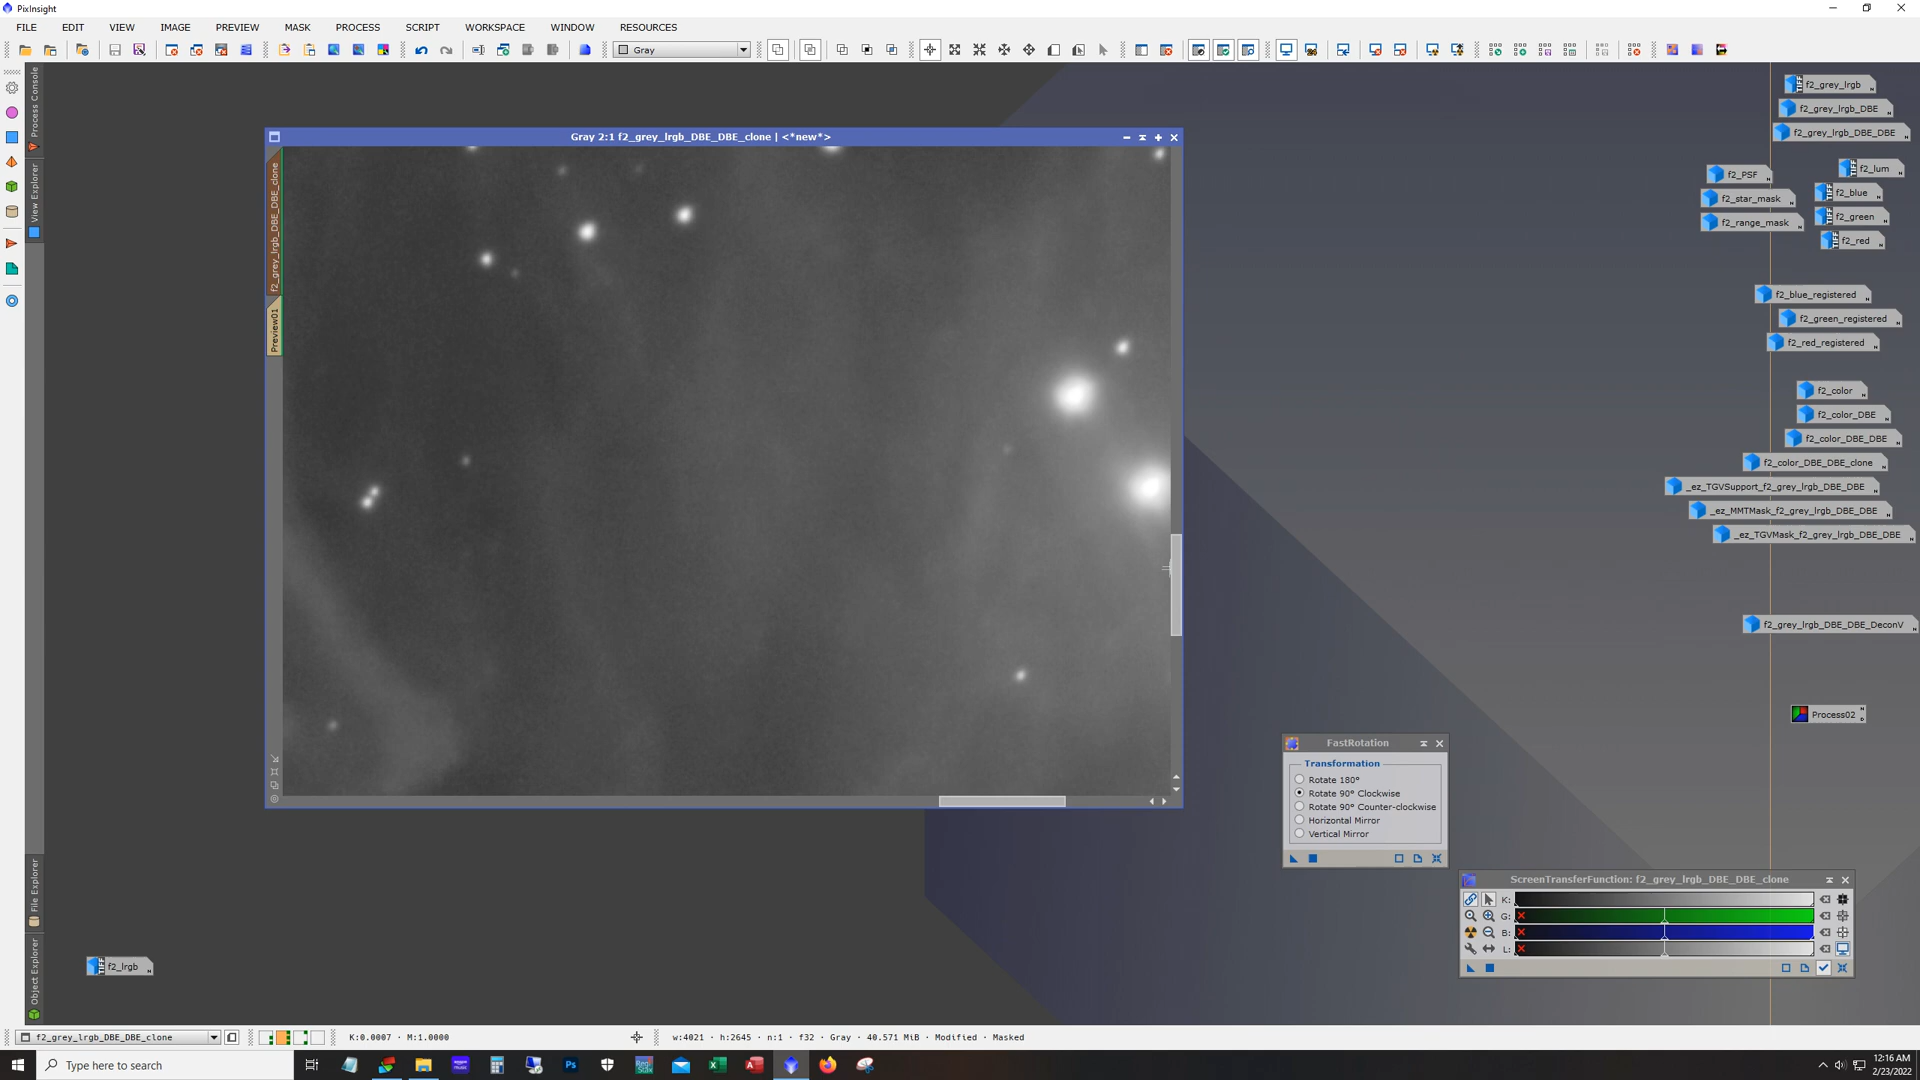 PixInsight
FILE EDIT VIEW IMAGE PREVIEW MASK PROCESS SCRIPT WORKSPACE WINDOW RESOURCES
Gray
Process Console
View Explorer
File Explorer
Object Explorer
Gray 2:1 f2_grey_lrgb_DBE_DBE_clone | <*new*>
f2_grey_lrgb_DBE_DBE_clone
Preview01
f2_grey_lrgb
f2_grey_lrgb_DBE
f2_grey_lrgb_DBE_DBE
f2_PSF
f2_lum
f2_star_mask
f2_blue
f2_range_mask
f2_green
f2_red
f2_blue_registered
f2_green_registered
f2_red_registered
f2_color
f2_color_DBE
f2_color_DBE_DBE
f2_color_DBE_DBE_clone
_ez_TGVSupport_f2_grey_lrgb_DBE_DBE
_ez_MMTMask_f2_grey_lrgb_DBE_DBE
_ez_TGVMask_f2_grey_lrgb_DBE_DBE
f2_grey_lrgb_DBE_DBE_DeconV
Process02
FastRotation
Transformation
Rotate 180°
Rotate 90° Clockwise
Rotate 90° Counter-clockwise
Horizontal Mirror
Vertical Mirror
ScreenTransferFunction: f2_grey_lrgb_DBE_DBE_clone
K:
G:
B:
L:
f2_lrgb
f2_grey_lrgb_DBE_DBE_clone
K:0.0007 · M:1.0000
w:4021 · h:2645 · n:1 · f32 · Gray · 40.571 MiB · Modified · Masked
Type here to search
Ps
12:16 AM
2/23/2022